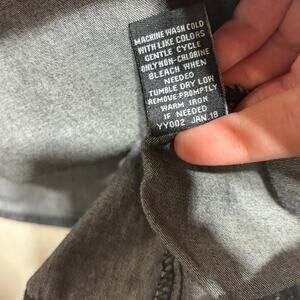 MACHINE WASH COLD
WITH LIKE COLORS
GENTLE CYCLE
ONLY NON-CHLORINE
BLEACH WHEN
NEEDED
TUMBLE DRY LOW
REMOVE PROMPTLY
WARM IRON
IF NEEDED
YY002 JAN.18